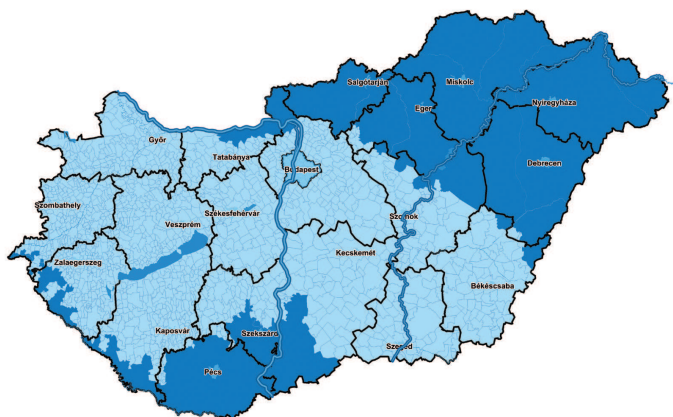 Salgótarján
Miskolc
Eger
Nyíregyháza
Győr
Tatabánya
Debrecen
Budapest
Szombathely
Székesfehérvár
Szolnok
Veszprém
Kecskemét
Zalaegerszeg
Békéscsaba
Kaposvár
Szekszárd
Szeged
Pécs